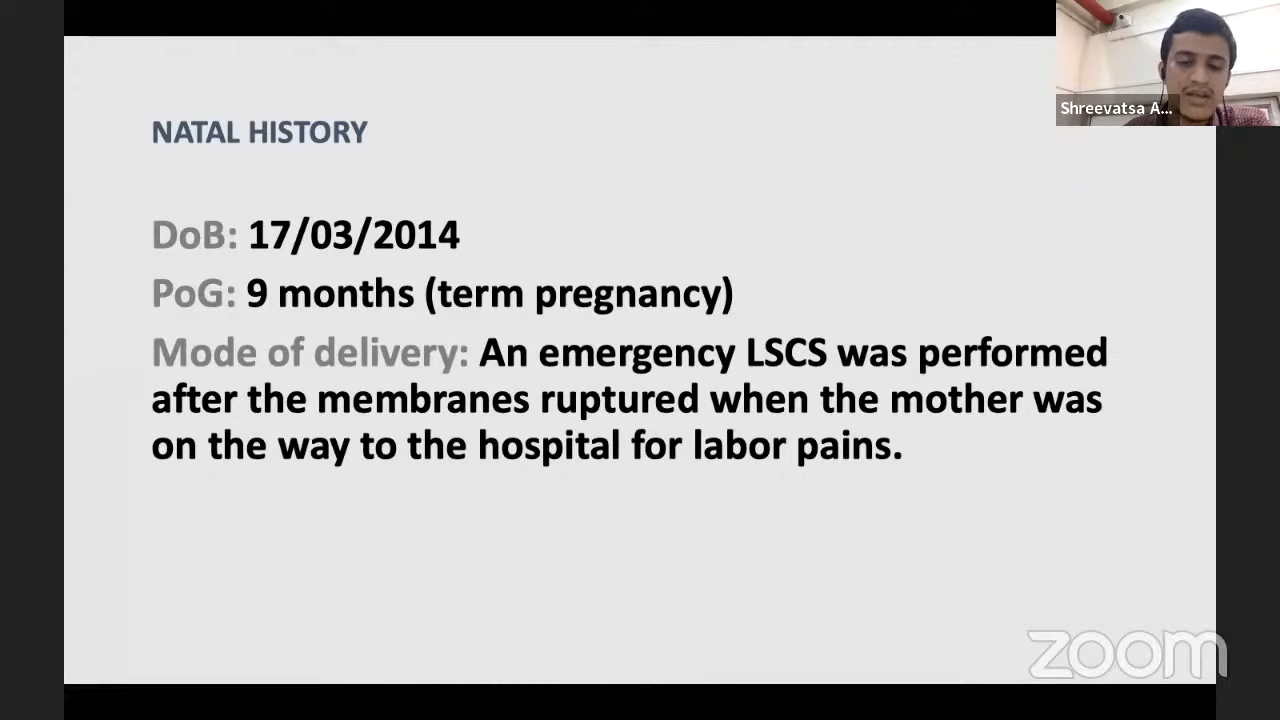 Shreevatsa A...
NATAL HISTORY
DoB: 17/03/2014
PoG: 9 months (term pregnancy)
Mode of delivery: An emergency LSCS was performed
after the membranes ruptured when the mother was
on the way to the hospital for labor pains.
zoom